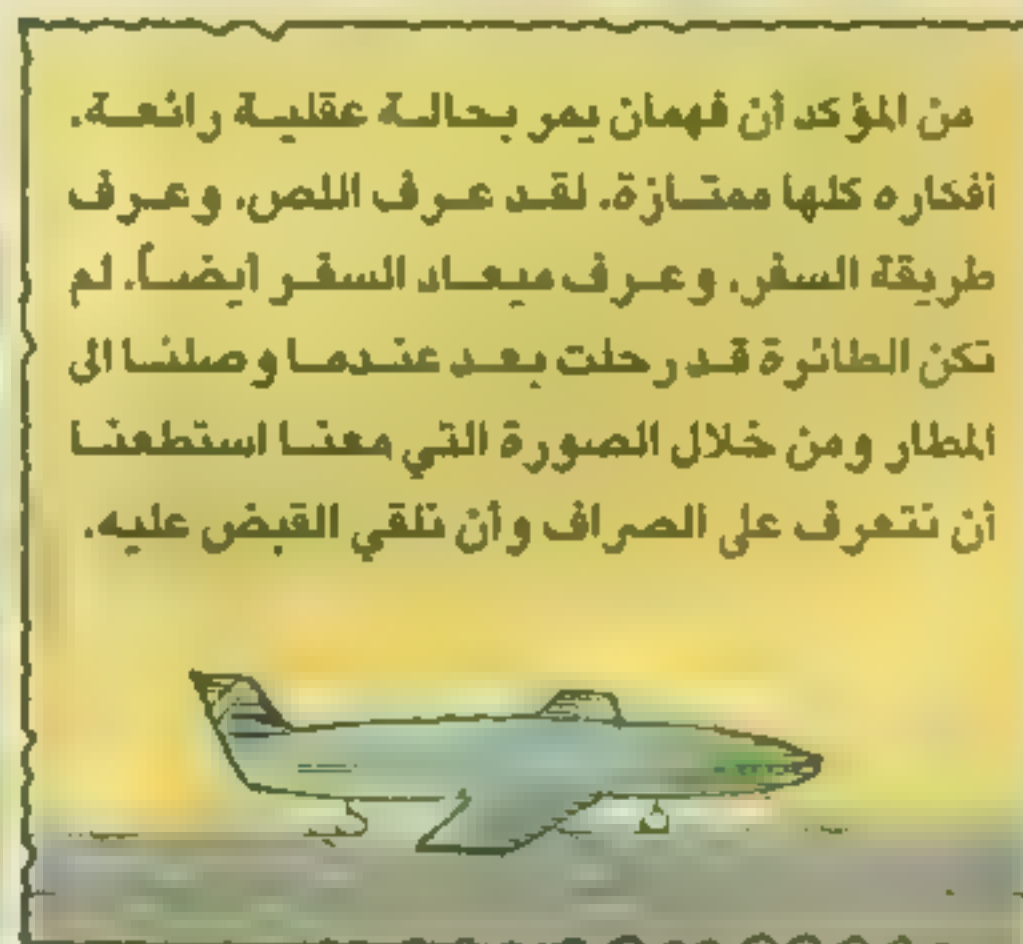 من المؤكد أن فهمان يمر بحالة عقلية رائعة.
أفكاره كلها ممتازة. لقد عرف اللص، وعرف
طريقة السفر، وعرف ميعاد السفر أيضاً. لم
تكن الطائرة قد رحلت بعد عندما وصلنا الى
المطار ومن خلال الصورة التي معنا استطعنا
أن نتعرف على الصراف وأن نلقي القبض عليه.